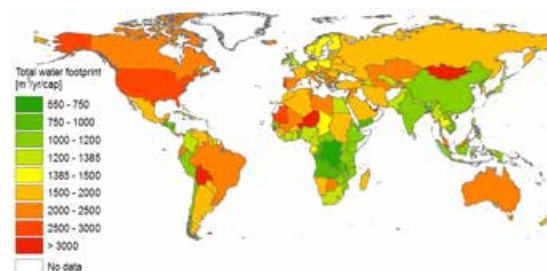 Total water footprint
[m³/yr/cap]
550 - 750
750 - 1000
1000 - 1200
1200 - 1385
1385 - 1500
1500 - 2000
2000 - 2500
2500 - 3000
> 3000
No data